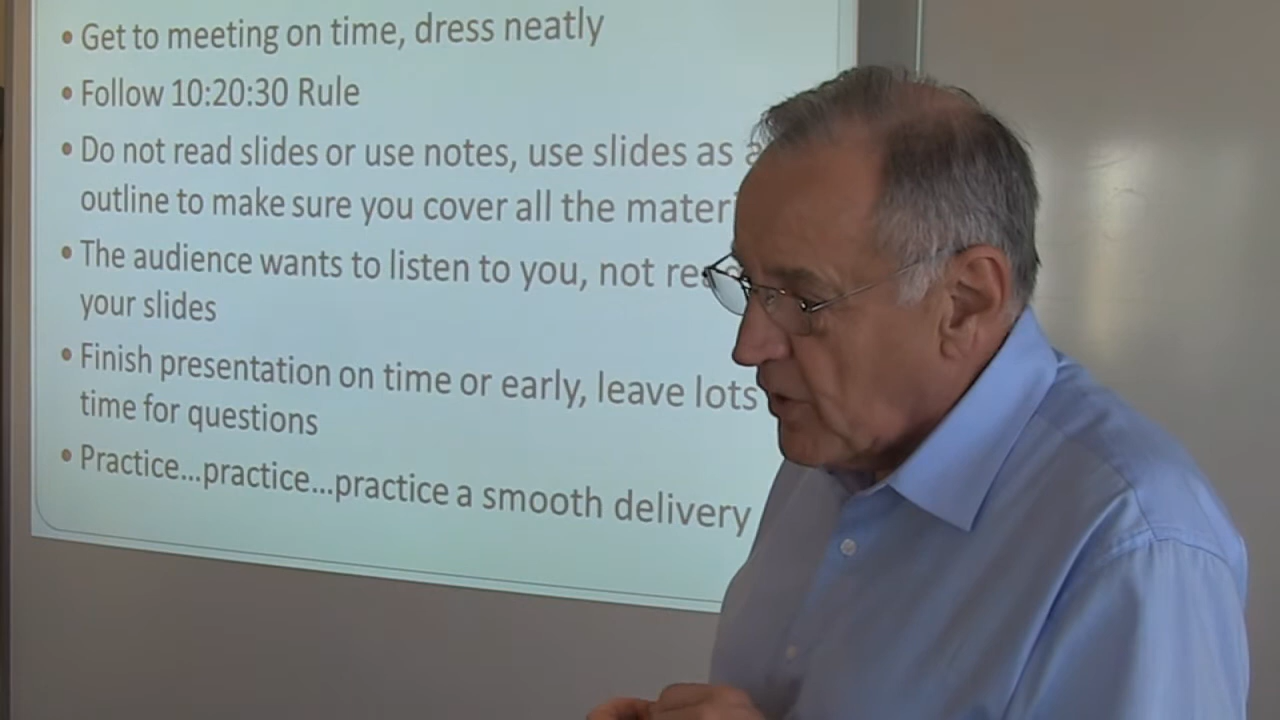 • Get to meeting on time, dress neatly
• Follow 10:20:30 Rule
• Do not read slides or use notes, use slides as a
outline to make sure you cover all the materi
• The audience wants to listen to you, not rea
your slides
• Finish presentation on time or early, leave lots
time for questions
• Practice...practice...practice a smooth delivery